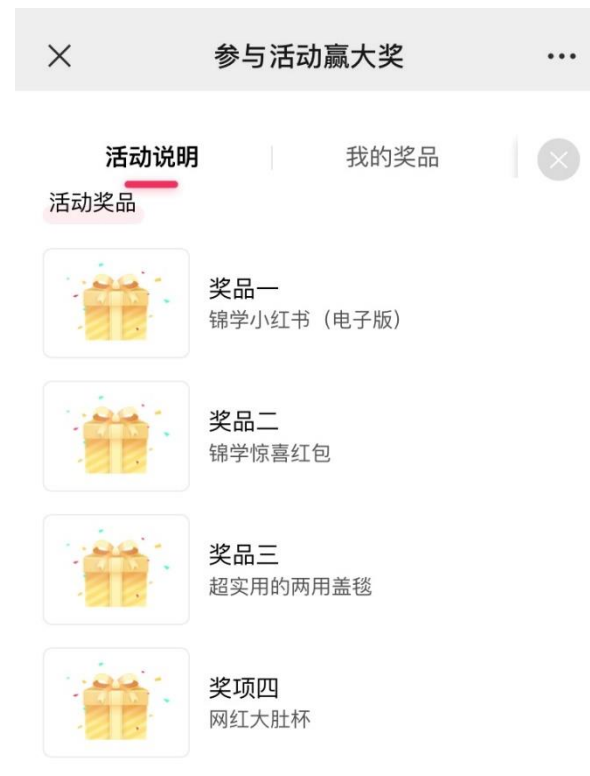 参与活动赢大奖
活动说明 我的奖品
活动奖品
奖品一
锦学小红书（电子版）
奖品二
锦学惊喜红包
奖品三
超实用的两用盖毯
奖项四
网红大肚杯